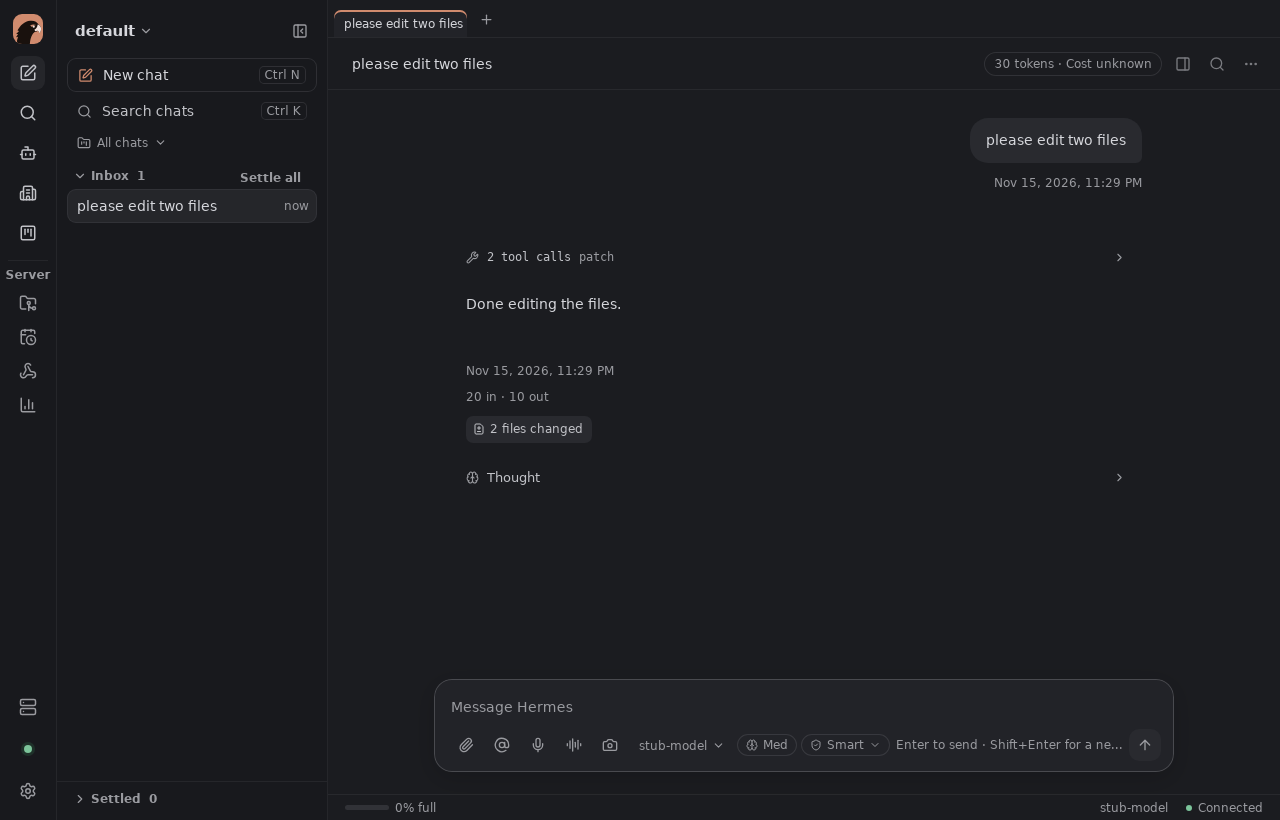 default
New chat
Ctrl N
Search chats
Ctrl K
All chats
Inbox 1
Settle all
please edit two files
now
Server
Settled 0
please edit two files
please edit two files
30 tokens · Cost unknown
please edit two files
Nov 15, 2026, 11:29 PM
2 tool calls patch
Done editing the files.
Nov 15, 2026, 11:29 PM
20 in · 10 out
2 files changed
Thought
Message Hermes
stub-model
Med
Smart
Enter to send · Shift+Enter for a ne...
0% full
stub-model
Connected